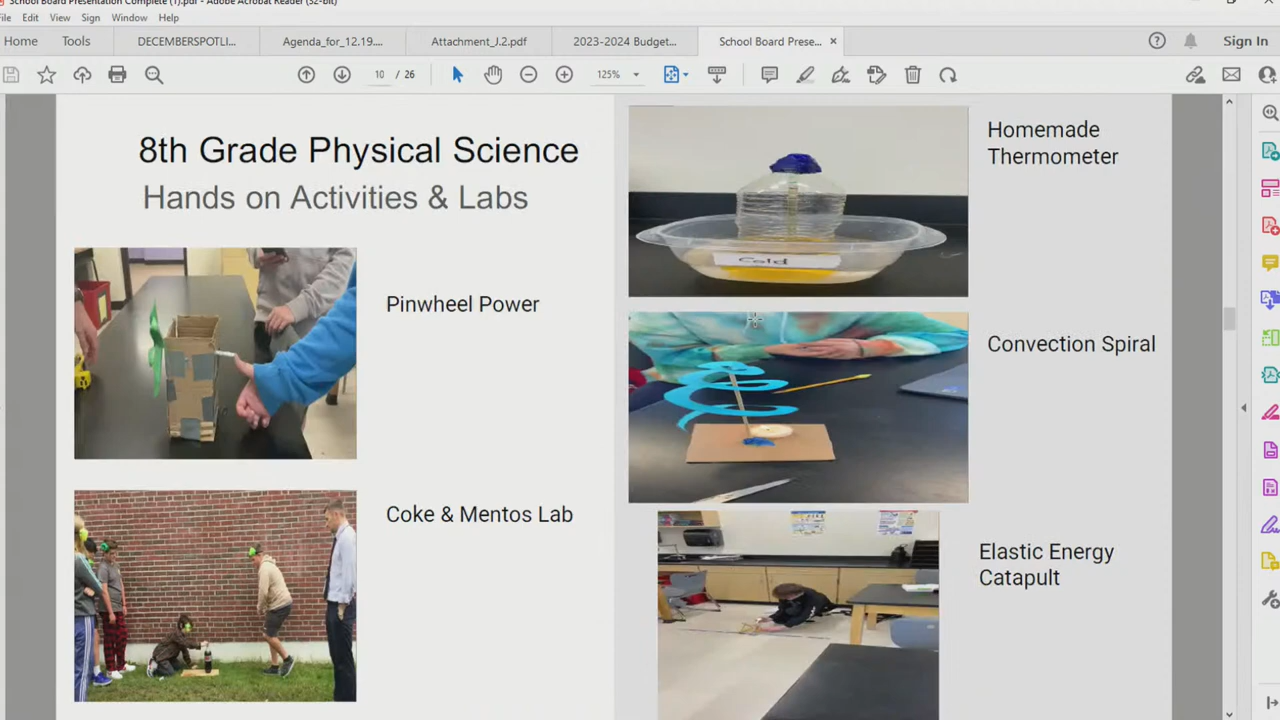 School Board Presentation Complete (1).pdf - Adobe Acrobat Reader (32-bit)
File Edit View Sign Window Help
Home Tools DECEMBERSPOTLI... Agenda_for_12.19.... Attachment_J.2.pdf 2023-2024 Budget... School Board Prese... × Sign In
10 / 26 125%
8th Grade Physical Science
Hands on Activities & Labs
Pinwheel Power
Coke & Mentos Lab
Homemade
Thermometer
Cold
Convection Spiral
Elastic Energy
Catapult